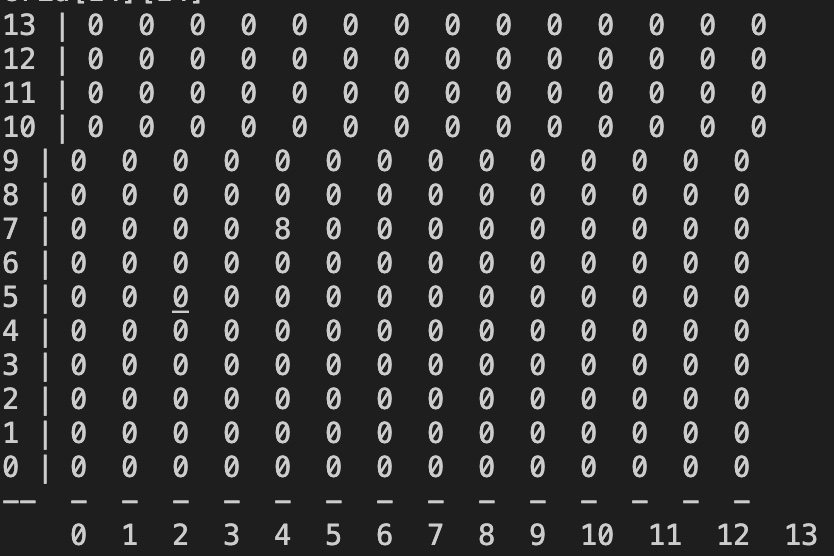 13 | 0 0 0 0 0 0 0 0 0 0 0 0 0 0
12 | 0 0 0 0 0 0 0 0 0 0 0 0 0 0
11 | 0 0 0 0 0 0 0 0 0 0 0 0 0 0
10 | 0 0 0 0 0 0 0 0 0 0 0 0 0 0
9 | 0 0 0 0 0 0 0 0 0 0 0 0 0 0
8 | 0 0 0 0 0 0 0 0 0 0 0 0 0 0
7 | 0 0 0 0 8 0 0 0 0 0 0 0 0 0
6 | 0 0 0 0 0 0 0 0 0 0 0 0 0 0
5 | 0 0 0 0 0 0 0 0 0 0 0 0 0 0
4 | 0 0 0 0 0 0 0 0 0 0 0 0 0 0
3 | 0 0 0 0 0 0 0 0 0 0 0 0 0 0
2 | 0 0 0 0 0 0 0 0 0 0 0 0 0 0
1 | 0 0 0 0 0 0 0 0 0 0 0 0 0 0
0 | 0 0 0 0 0 0 0 0 0 0 0 0 0 0
-- - - - - - - - - - - - - - -
0 1 2 3 4 5 6 7 8 9 10 11 12 13